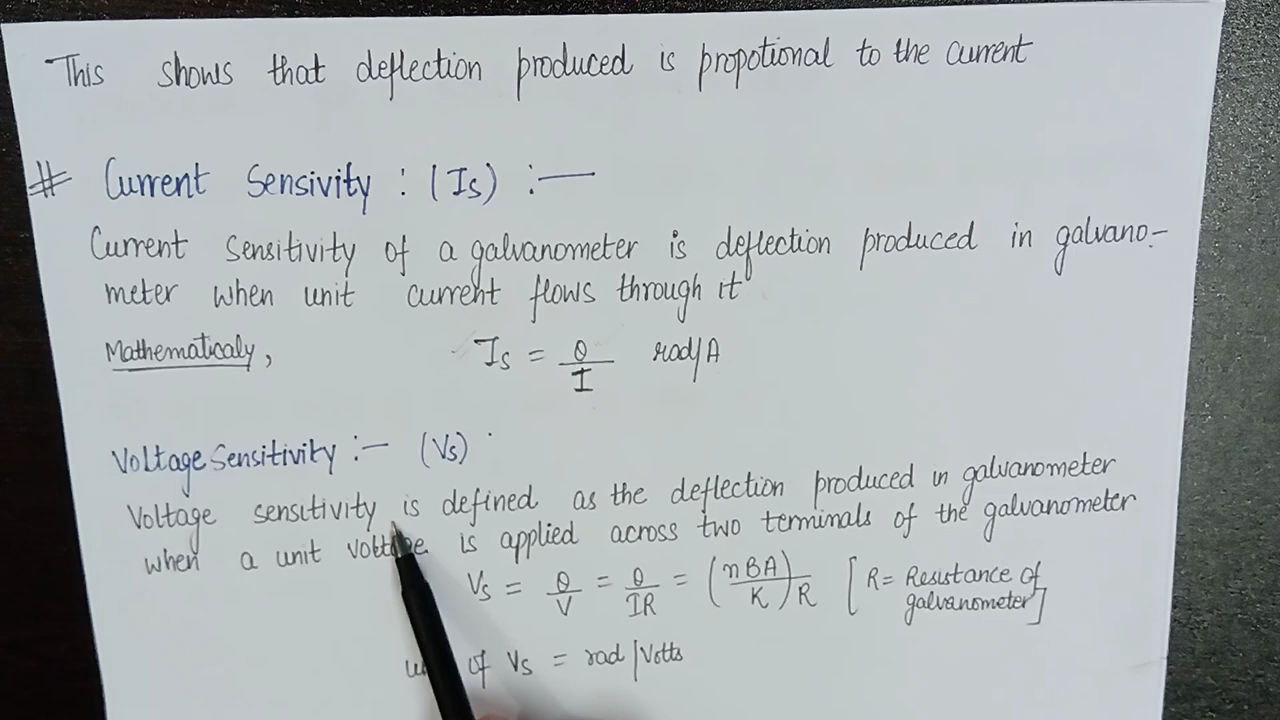 This shows that deflection produced is propotional to the current
# Current Sensivity : (Is) :—
Current Sensitivity of a galvanometer is deflection produced in galvano-
meter when unit current flows through it
Mathematicaly, Is = θ/I rad/A
Voltage Sensitivity :— (Vs)
Voltage sensitivity is defined as the deflection produced in galvanometer
when a unit is applied across two terminals of the galvanometer
Vs = θ/V = θ/IR = (nBA/K)R [R = Resistance of
galvanometer]
of Vs = rad/Volts